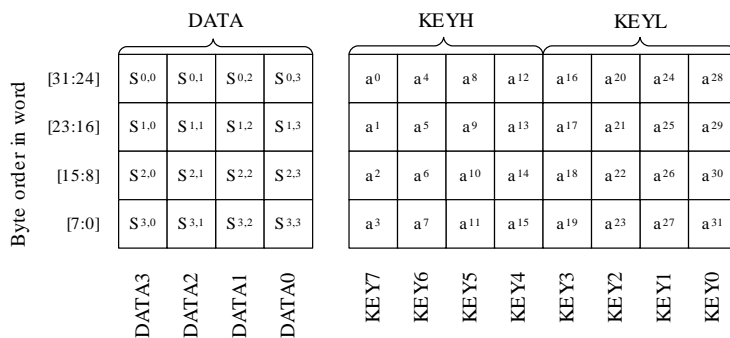 DATA KEYH KEYL
[31:24] S0,0 S0,1 S0,2 S0,3 a0 a4 a8 a12 a16 a20 a24 a28
[23:16] S1,0 S1,1 S1,2 S1,3 a1 a5 a9 a13 a17 a21 a25 a29
[15:8] S2,0 S2,1 S2,2 S2,3 a2 a6 a10 a14 a18 a22 a26 a30
[7:0] S3,0 S3,1 S3,2 S3,3 a3 a7 a11 a15 a19 a23 a27 a31
Byte order in word
DATA3 DATA2 DATA1 DATA0 KEY7 KEY6 KEY5 KEY4 KEY3 KEY2 KEY1 KEY0